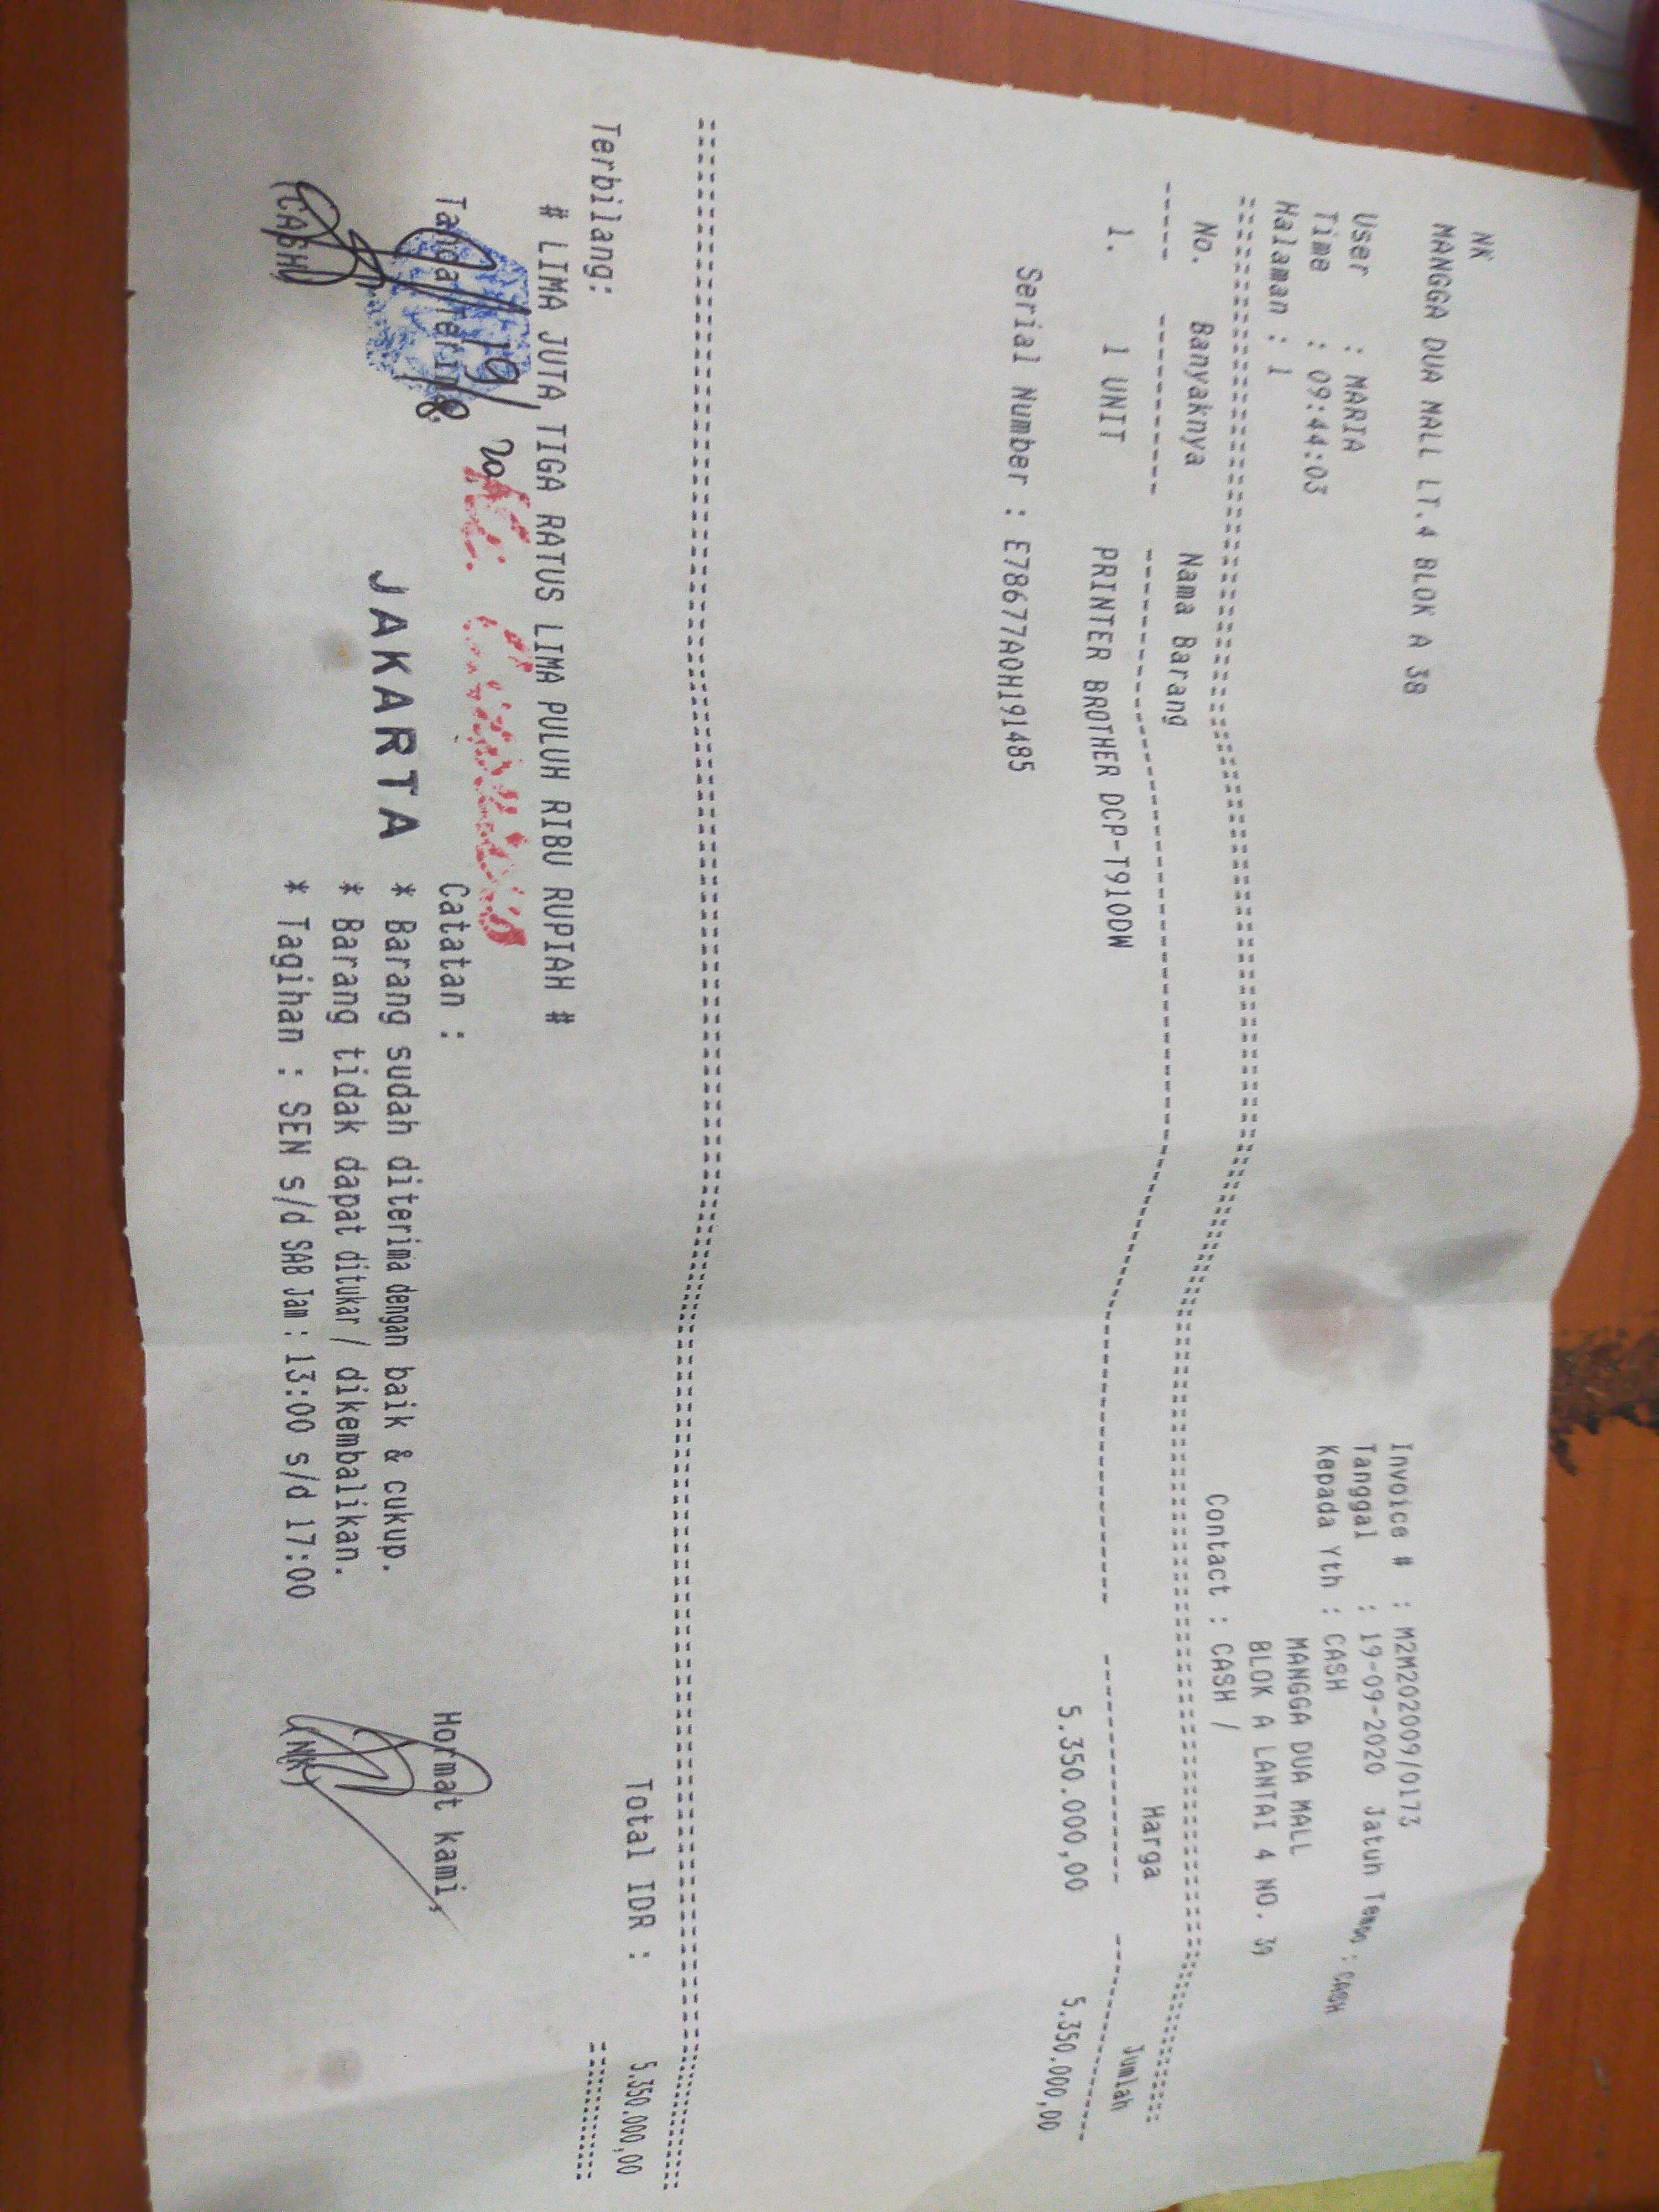 NK
MANGGA DUA MALL LT.4 BLOK A 38
User : MARIA
Time : 09:44:03
Halaman : 1
Invoice # : M2M202009/0173
Tanggal : 19-09-2020 Jatuh Tempo : CASH
Kepada Yth : CASH
MANGGA DUA MALL
BLOK A LANTAI 4 NO. 39
Contact : CASH /
No. Banyaknya Nama Barang Harga Jumlah
1. 1 UNIT PRINTER BROTHER DCP-T910DW 5.350.000,00 5.350.000,00
Serial Number : E78677A0H191485
Terbilang:
Total IDR : 5.350.000,00
# LIMA JUTA TIGA RATUS LIMA PULUH RIBU RUPIAH #
Tanda Terima,
19/
20
JAKARTA
Catatan :
* Barang sudah diterima dengan baik & cukup.
* Barang tidak dapat ditukar / dikembalikan.
* Tagihan : SEN s/d SAB Jam : 13:00 s/d 17:00
Hormat kami,
(CASH)
(NK)